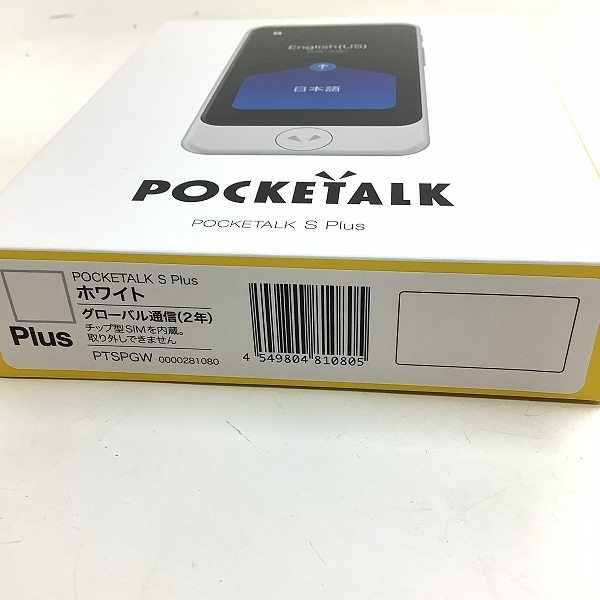 English(US)
日本語
POCKETALK
POCKETALK S Plus
POCKETALK S Plus
ホワイト
グローバル通信(2年)
チップ型SIMを内蔵。
取り外しできません
Plus
PTSPGW 0000281080
4 549804 810805